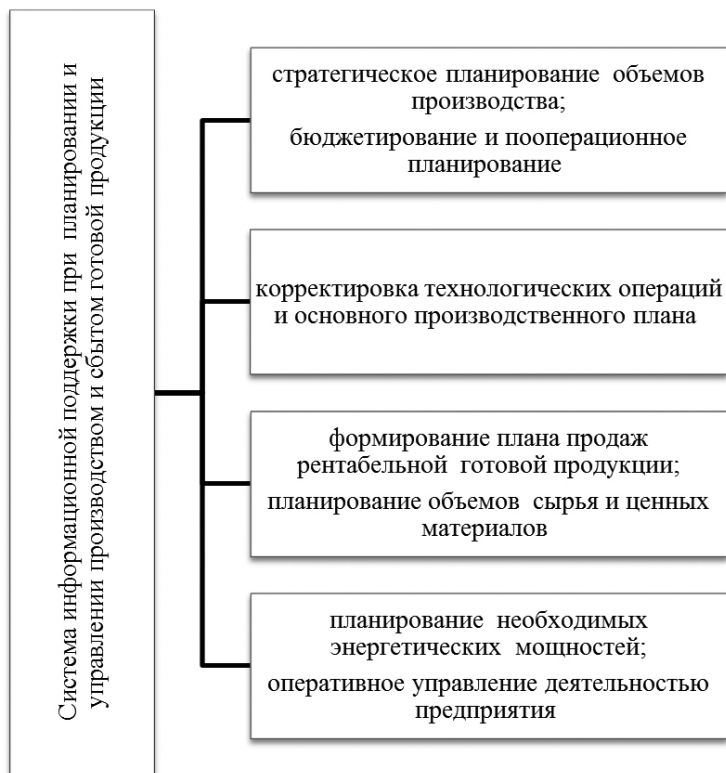 Система информационной поддержки при планировании и
управлении производством и сбытом готовой продукции
стратегическое планирование объемов
производства;
бюджетирование и пооперационное
планирование
корректировка технологических операций
и основного производственного плана
формирование плана продаж
рентабельной готовой продукции;
планирование объемов сырья и ценных
материалов
планирование необходимых
энергетических мощностей;
оперативное управление деятельностью
предприятия